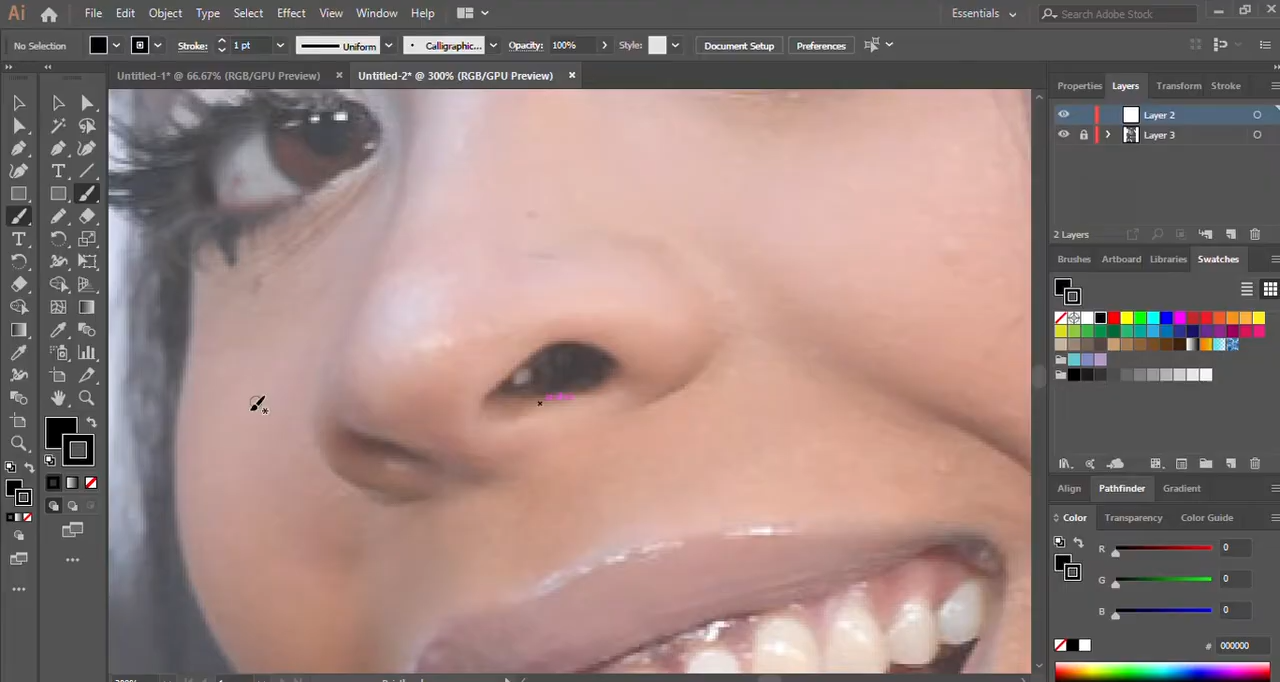 Ai File Edit Object Type Select Effect View Window Help Essentials Search Adobe Stock
No Selection Stroke: 1 pt Uniform Calligraphic... Opacity: 100% Style: Document Setup Preferences
Untitled-1* @ 66.67% (RGB/GPU Preview) × Untitled-2* @ 300% (RGB/GPU Preview) ×
Properties Layers Transform Stroke
Layer 2
Layer 3
2 Layers
Brushes Artboard Libraries Swatches
Align Pathfinder Gradient
Color Transparency Color Guide
R 0
G 0
B 0
# 000000